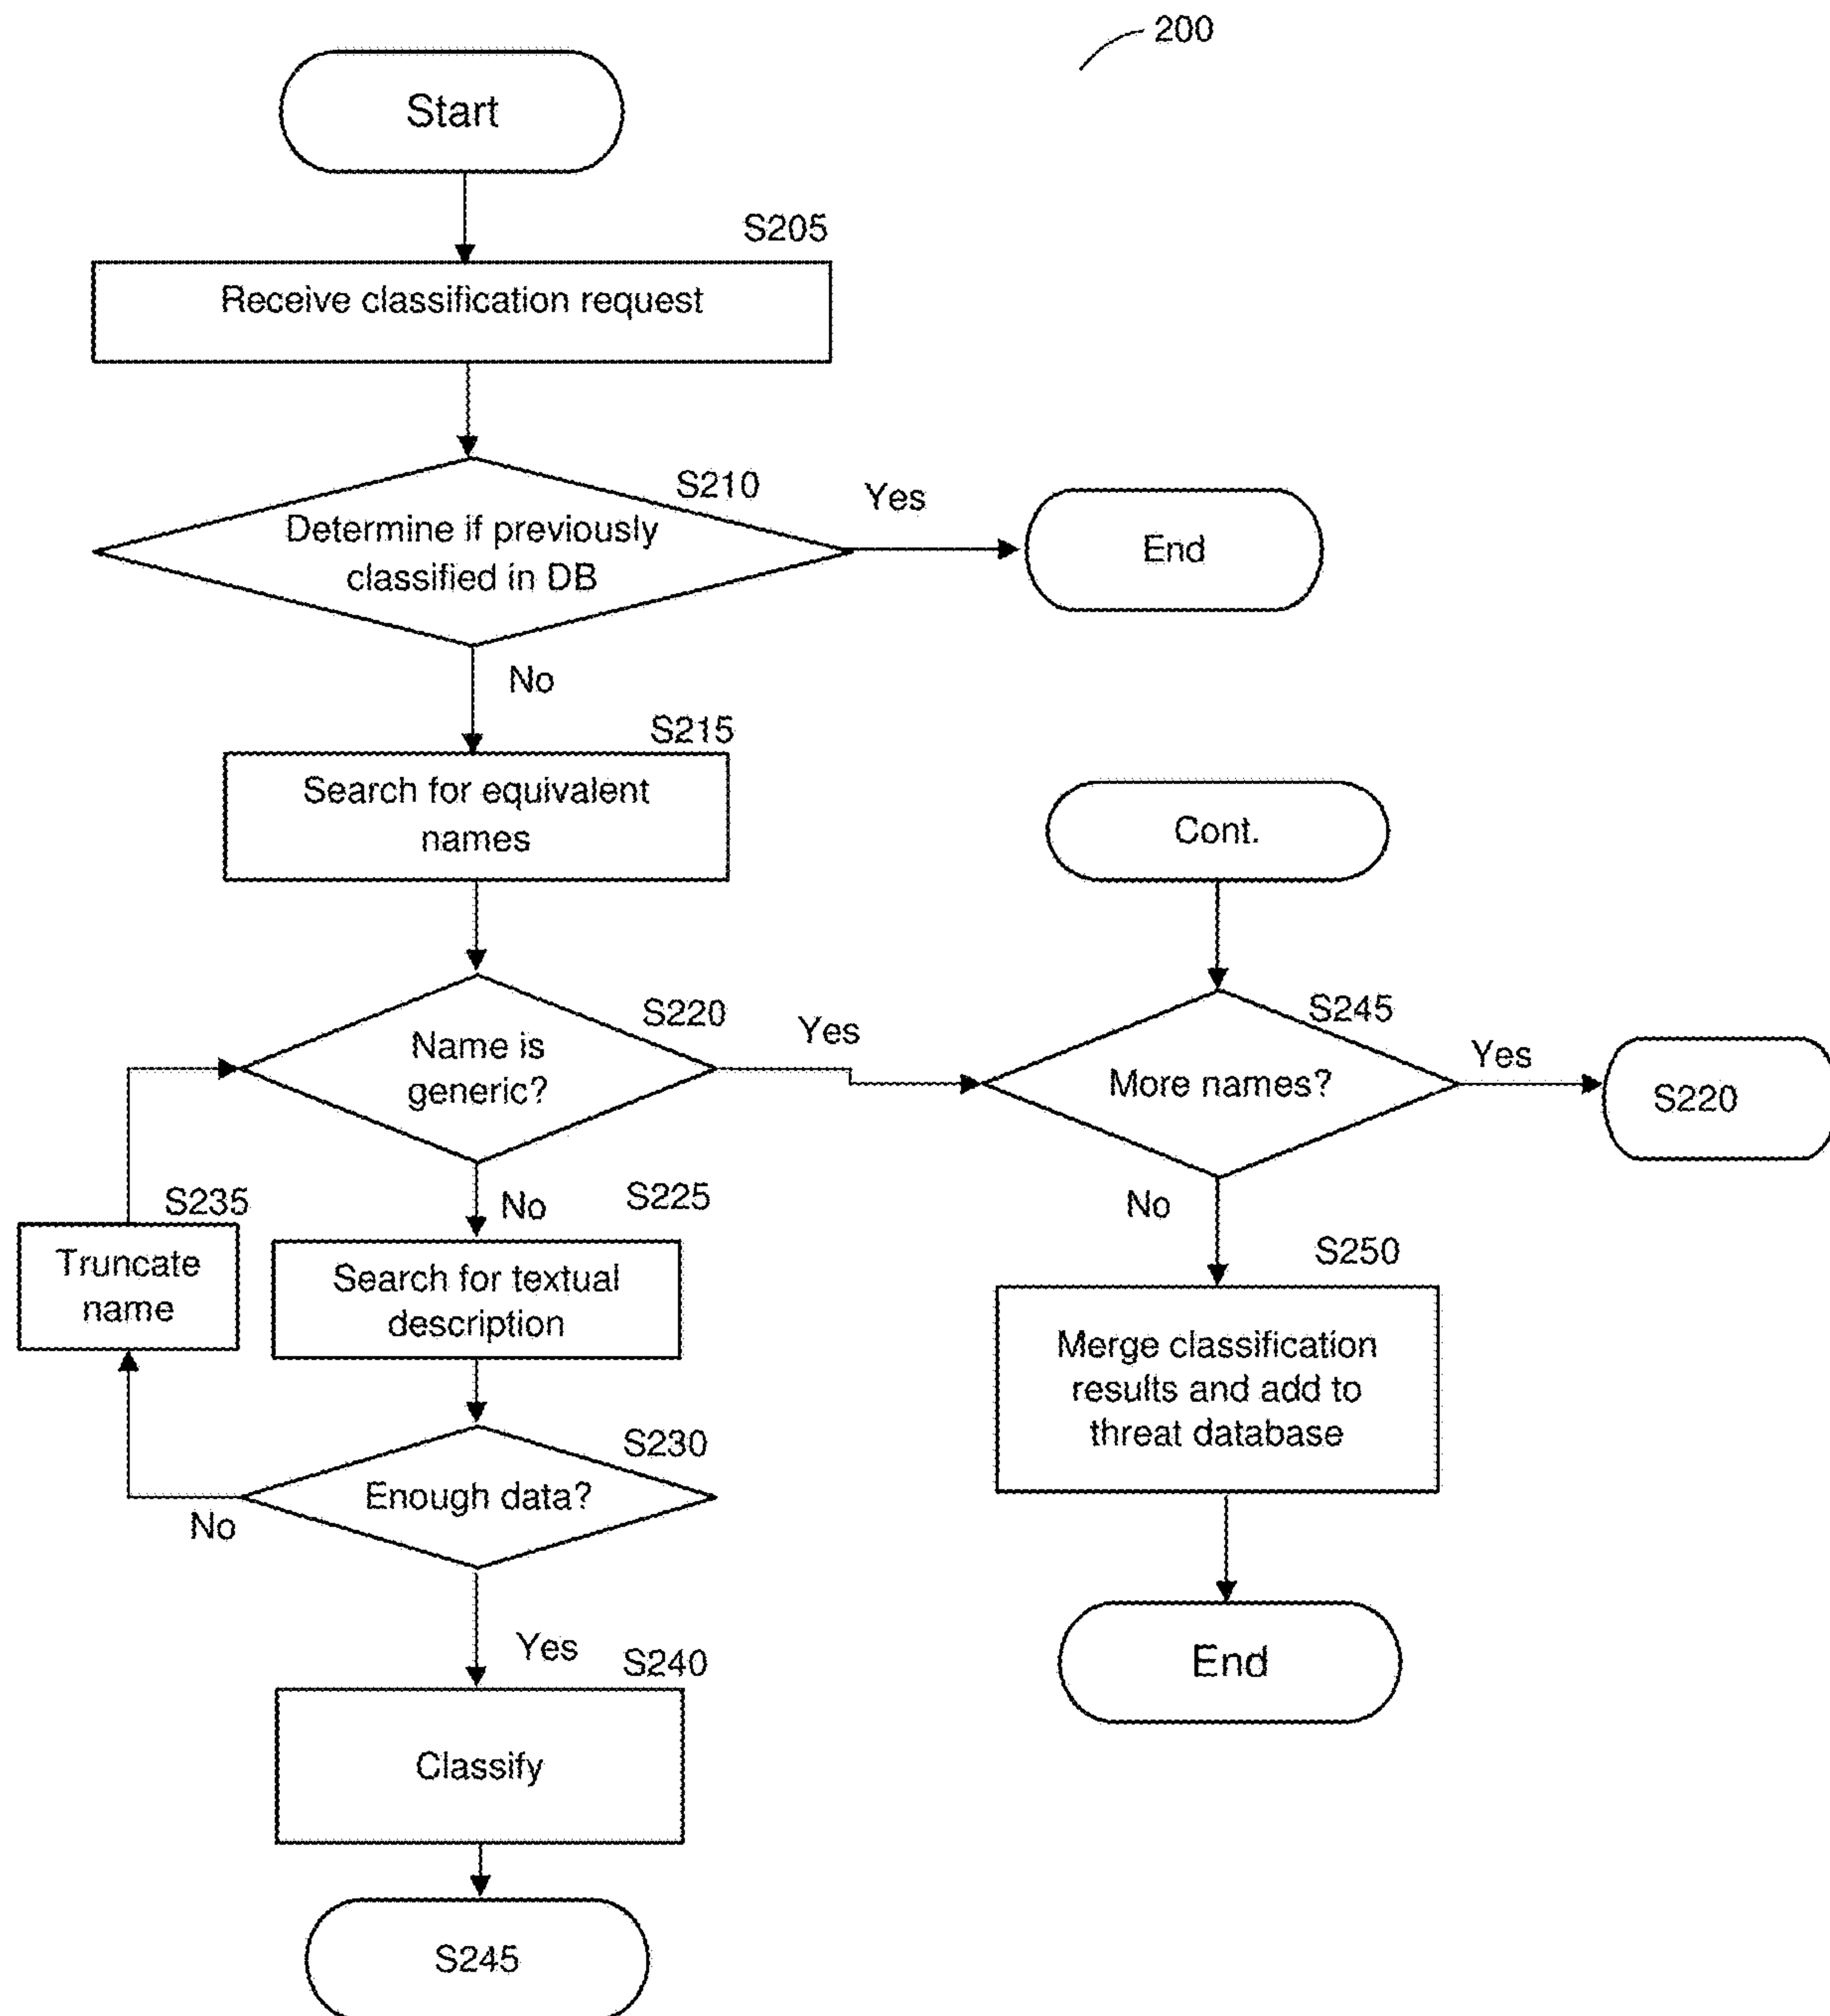 200
Start
S205
Receive classification request
S210
Determine if previously
classified in DB
Yes
End
No
S215
Search for equivalent
names
Cont.
S220
Name is
generic?
Yes
S245
More names?
Yes
S220
No
S225
S235
Truncate
name
Search for textual
description
No
S250
Merge classification
results and add to
threat database
S230
Enough data?
No
Yes
S240
Classify
End
S245